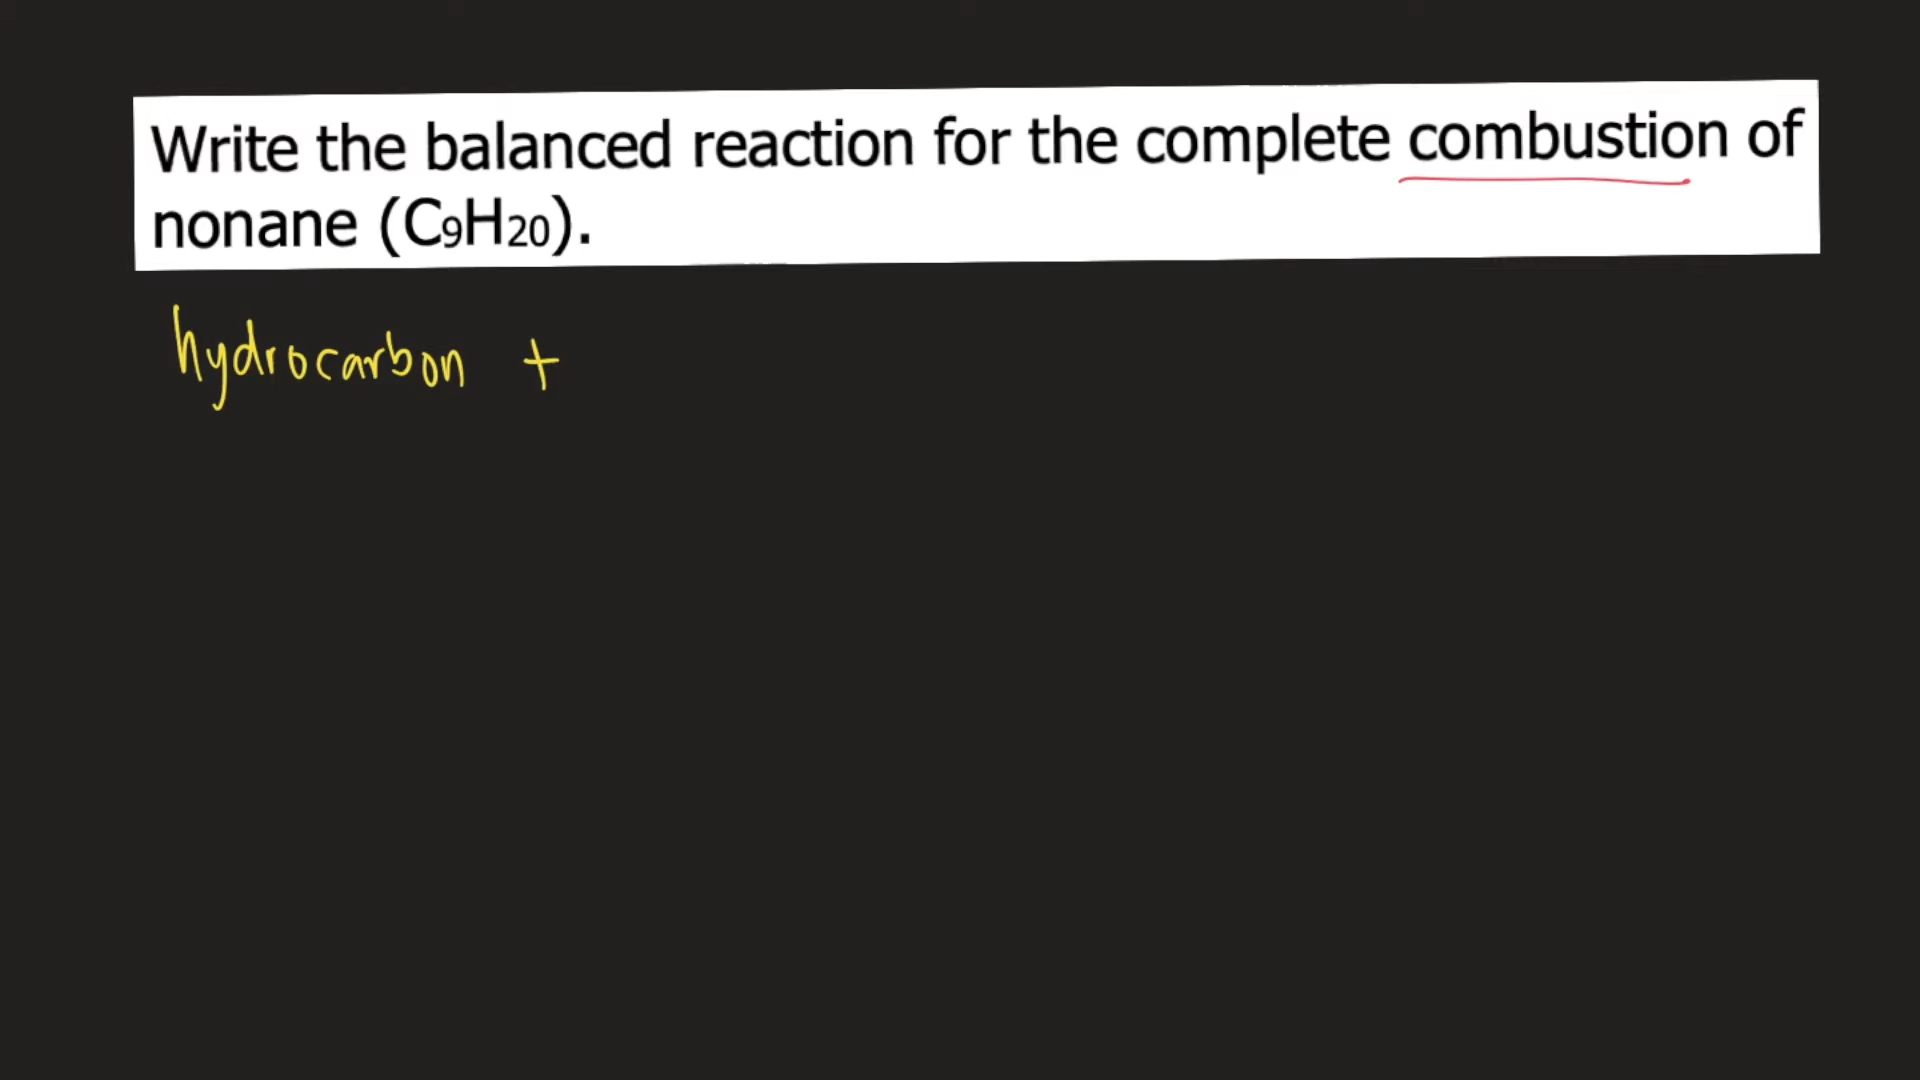 Write the balanced reaction for the complete combustion of
nonane (C₉H₂₀).
hydrocarbon +